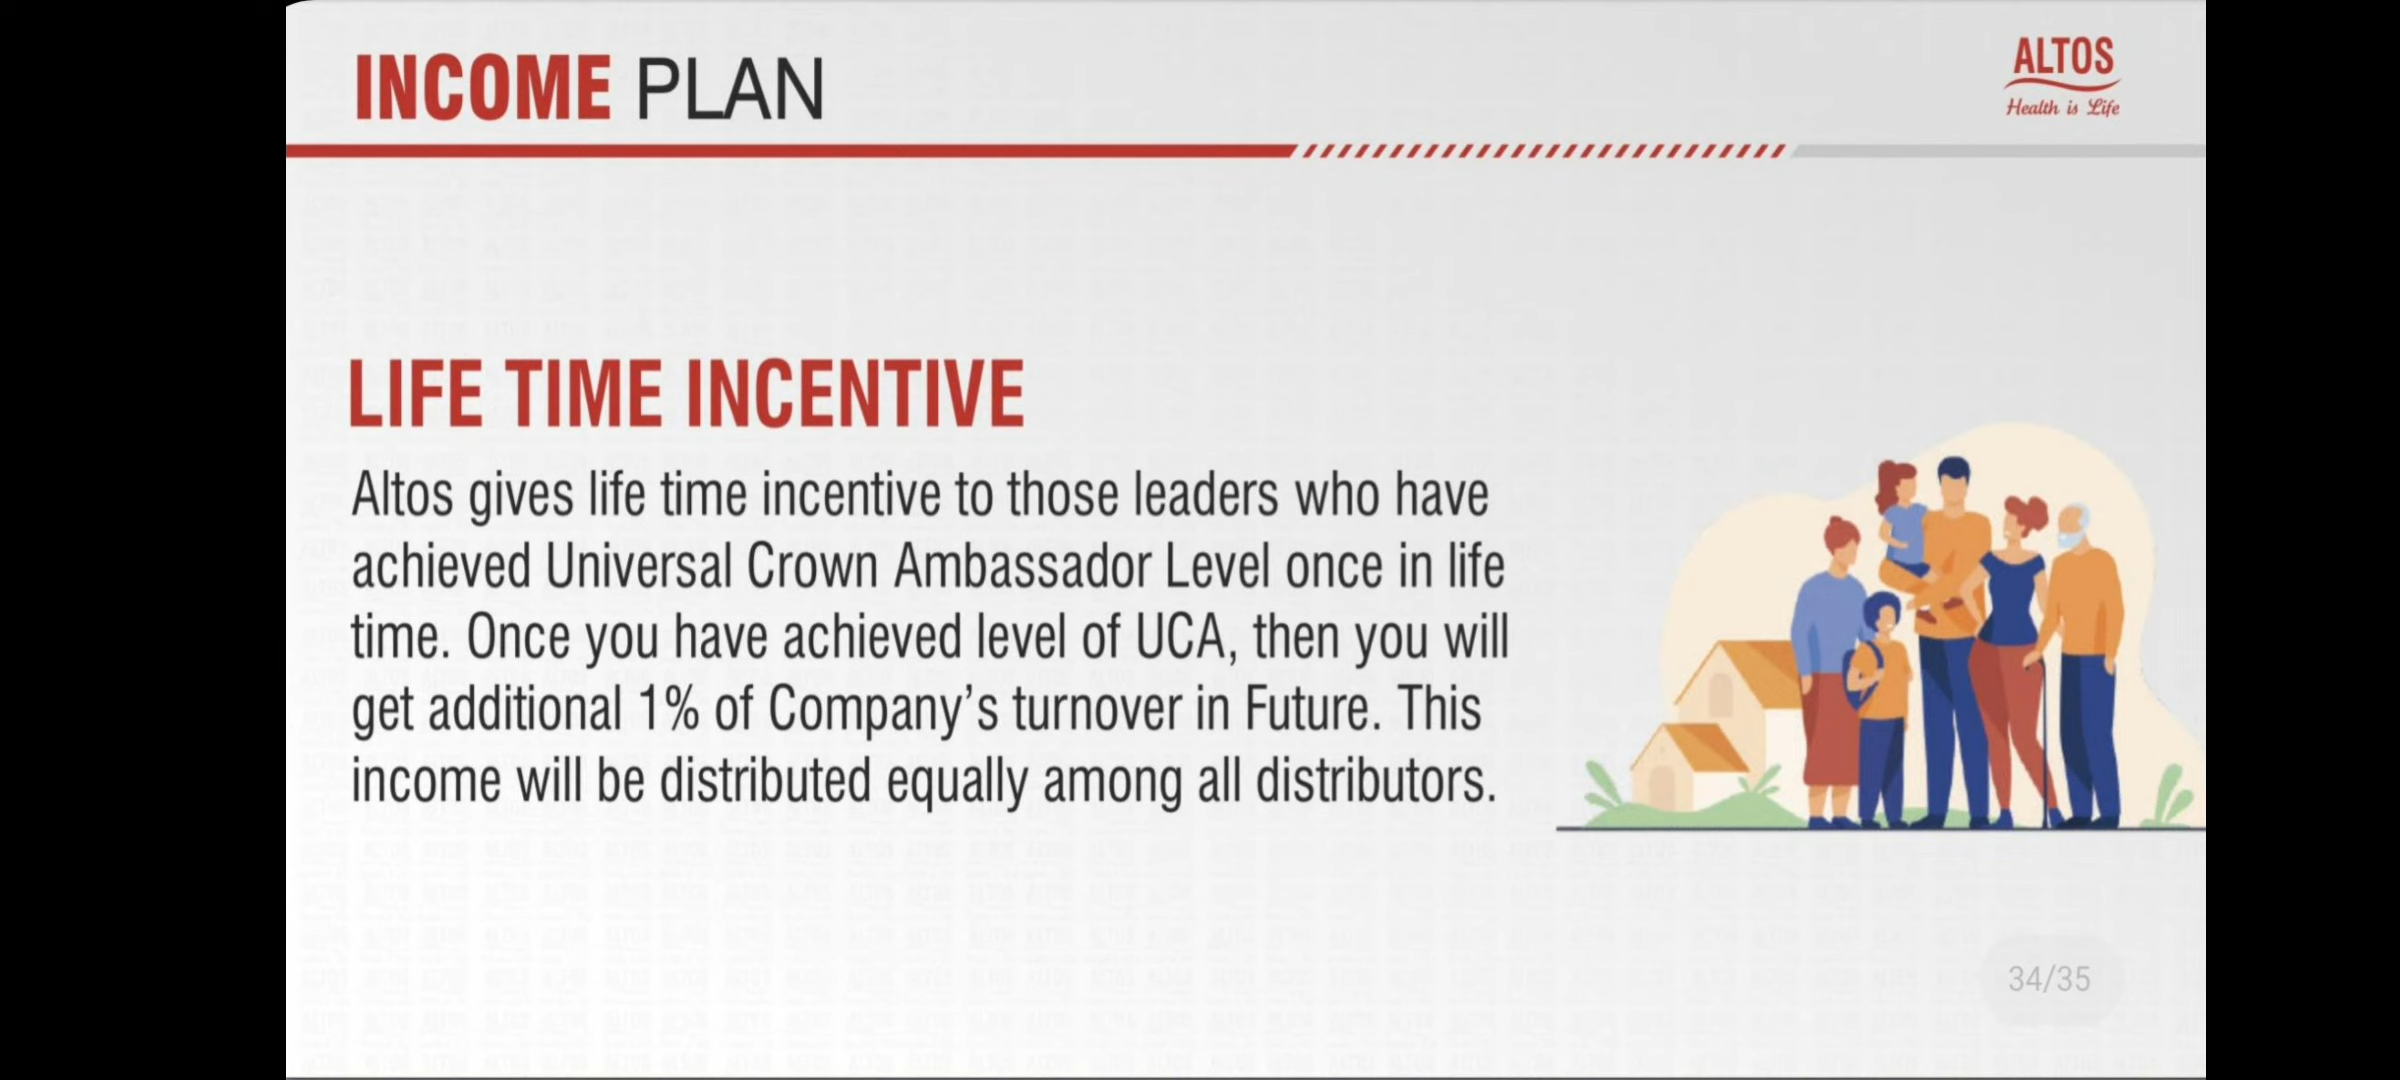 INCOME PLAN
ALTOS
Health is Life
LIFE TIME INCENTIVE
Altos gives life time incentive to those leaders who have
achieved Universal Crown Ambassador Level once in life
time. Once you have achieved level of UCA, then you will
get additional 1% of Company’s turnover in Future. This
income will be distributed equally among all distributors.
34/35